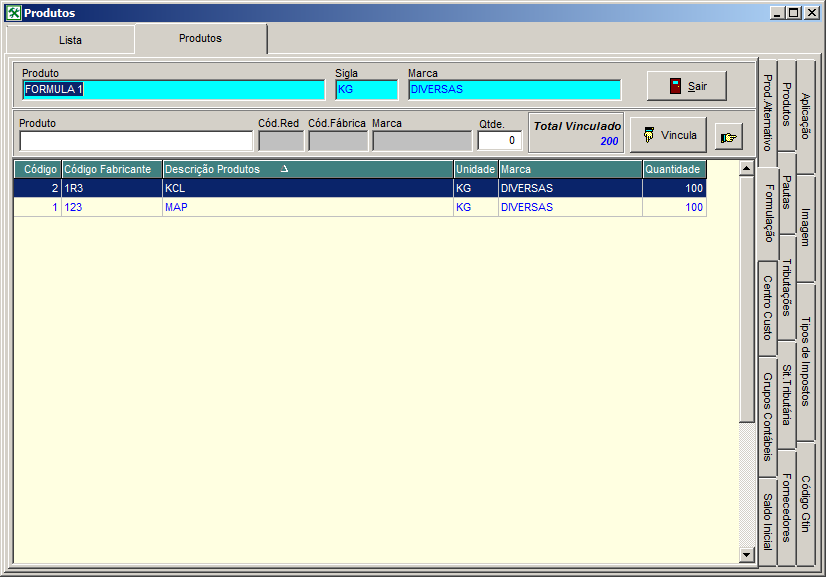 Produtos
Lista
Produtos
Produto
Sigla
Marca
FORMULA 1
KG
DIVERSAS
Sair
Produto
Cód.Red
Cód.Fábrica
Marca
Qtde.
0
Total Vinculado
200
Vincula
Código
Código Fabricante
Descrição Produtos
Unidade
Marca
Quantidade
2
1R3
KCL
KG
DIVERSAS
100
1
123
MAP
KG
DIVERSAS
100
Prod.Alternativo
Formulação
Centro Custo
Grupos Contábeis
Saldo Inicial
Produtos
Pautas
Tributações
Sit.Tributária
Fornecedores
Aplicação
Imagem
Tipos de Impostos
Código Gtin